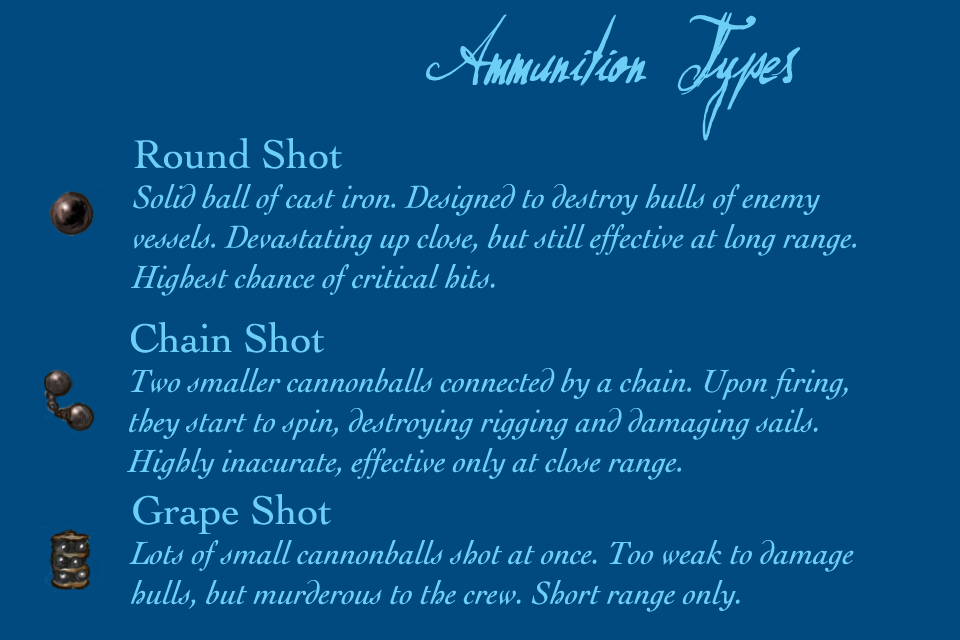 Ammunition Types
Round Shot
Solid ball of cast iron. Designed to destroy hulls of enemy
vessels. Devastating up close, but still effective at long range.
Highest chance of critical hits.
Chain Shot
Two smaller cannonballs connected by a chain. Upon firing,
they start to spin, destroying rigging and damaging sails.
Highly inacurate, effective only at close range.
Grape Shot
Lots of small cannonballs shot at once. Too weak to damage
hulls, but murderous to the crew. Short range only.